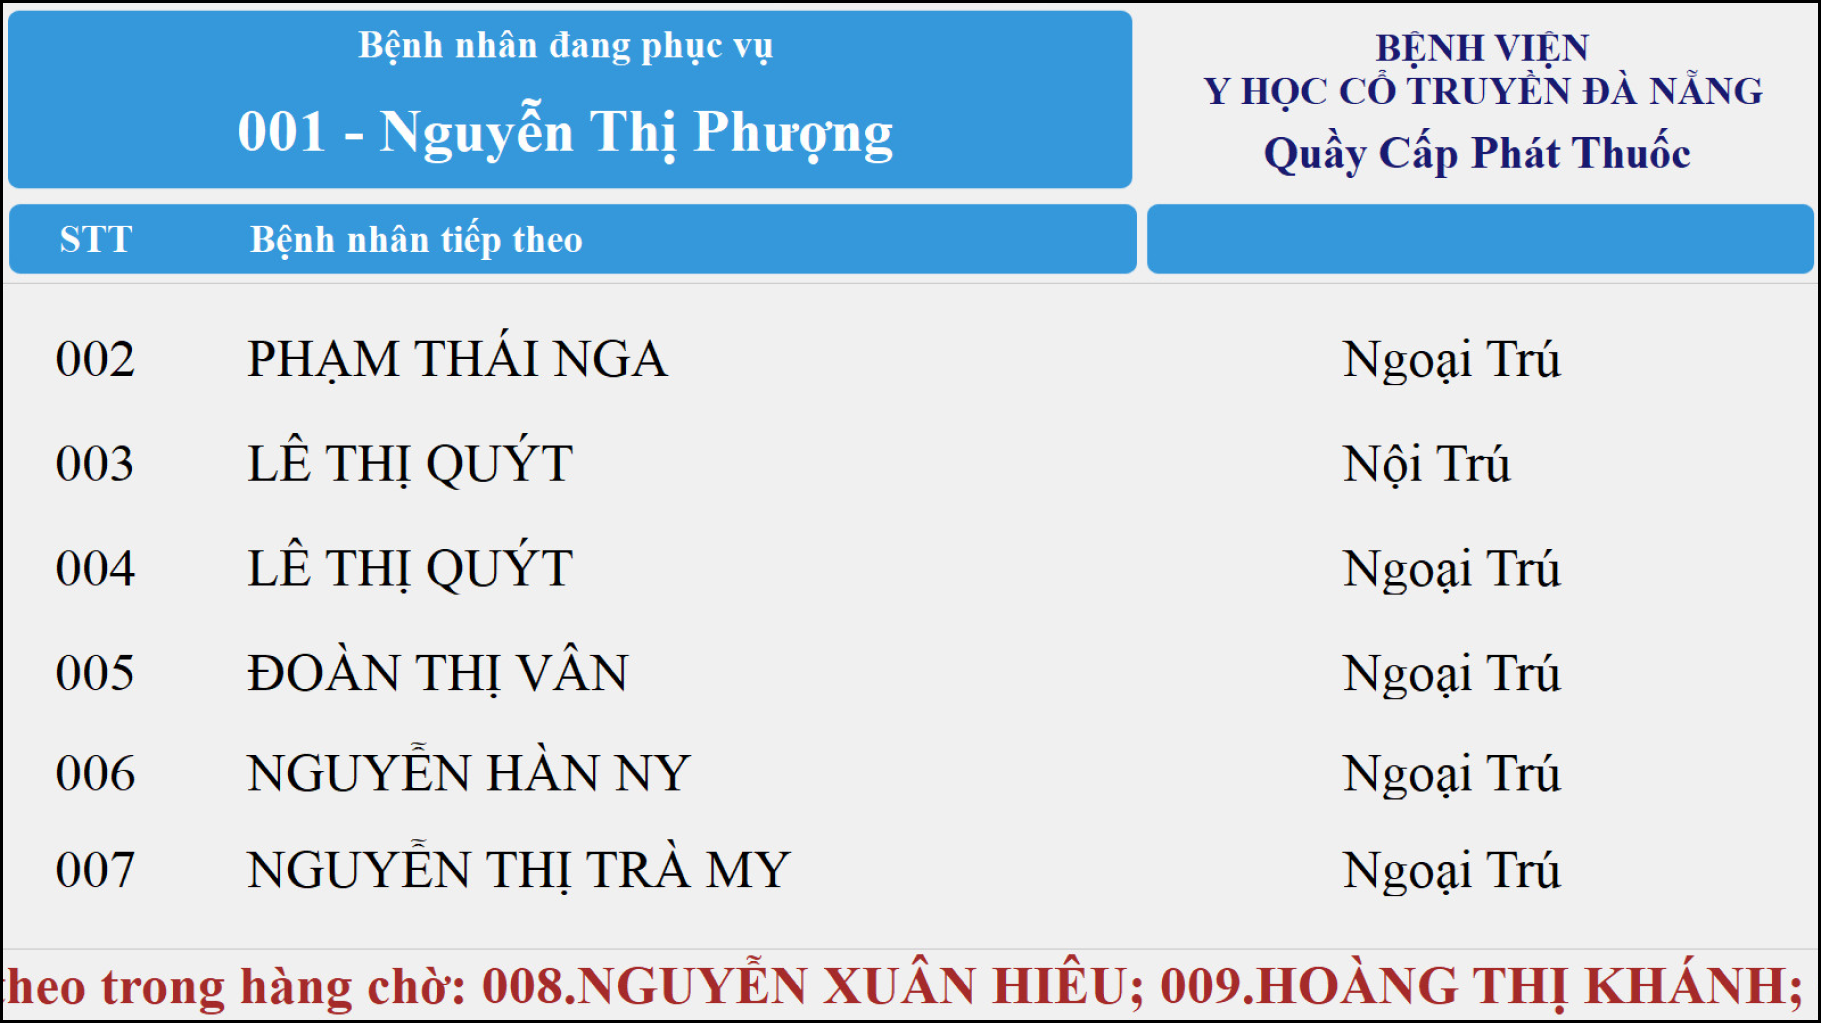 Bệnh nhân đang phục vụ
001 - Nguyễn Thị Phượng
BỆNH VIỆN
Y HỌC CỔ TRUYỀN ĐÀ NẴNG
Quầy Cấp Phát Thuốc
STT Bệnh nhân tiếp theo
002 PHẠM THÁI NGA Ngoại Trú
003 LÊ THỊ QUÝT Nội Trú
004 LÊ THỊ QUÝT Ngoại Trú
005 ĐOÀN THỊ VÂN Ngoại Trú
006 NGUYỄN HÀN NY Ngoại Trú
007 NGUYỄN THỊ TRÀ MY Ngoại Trú
theo trong hàng chờ: 008.NGUYỄN XUÂN HIÊU; 009.HOÀNG THỊ KHÁNH;